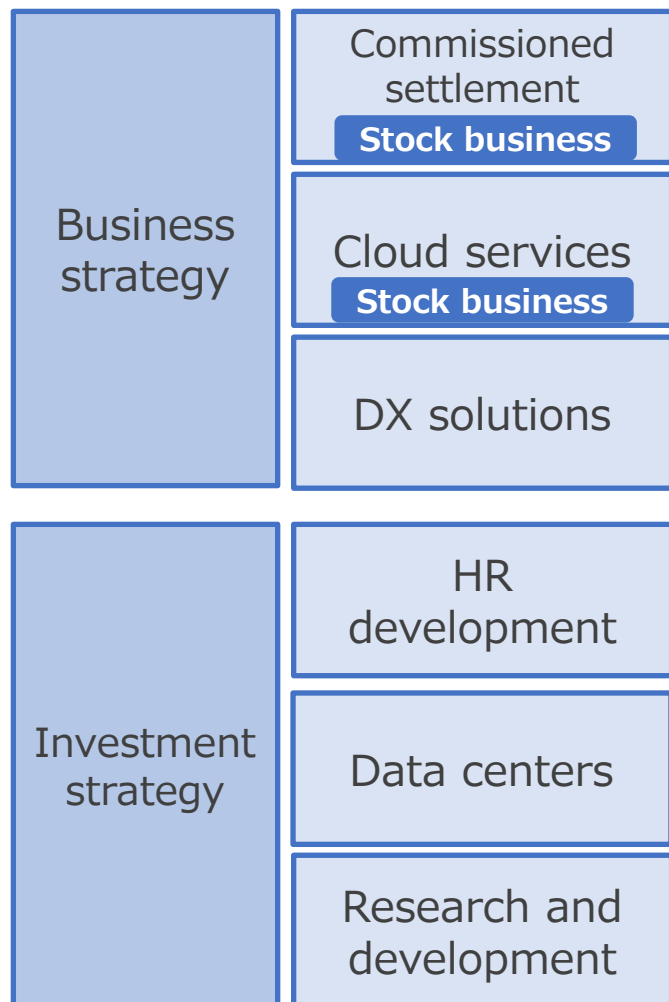 Business
strategy
Commissioned
settlement
Stock business
Cloud services
Stock business
DX solutions
Investment
strategy
HR
development
Data centers
Research and
development